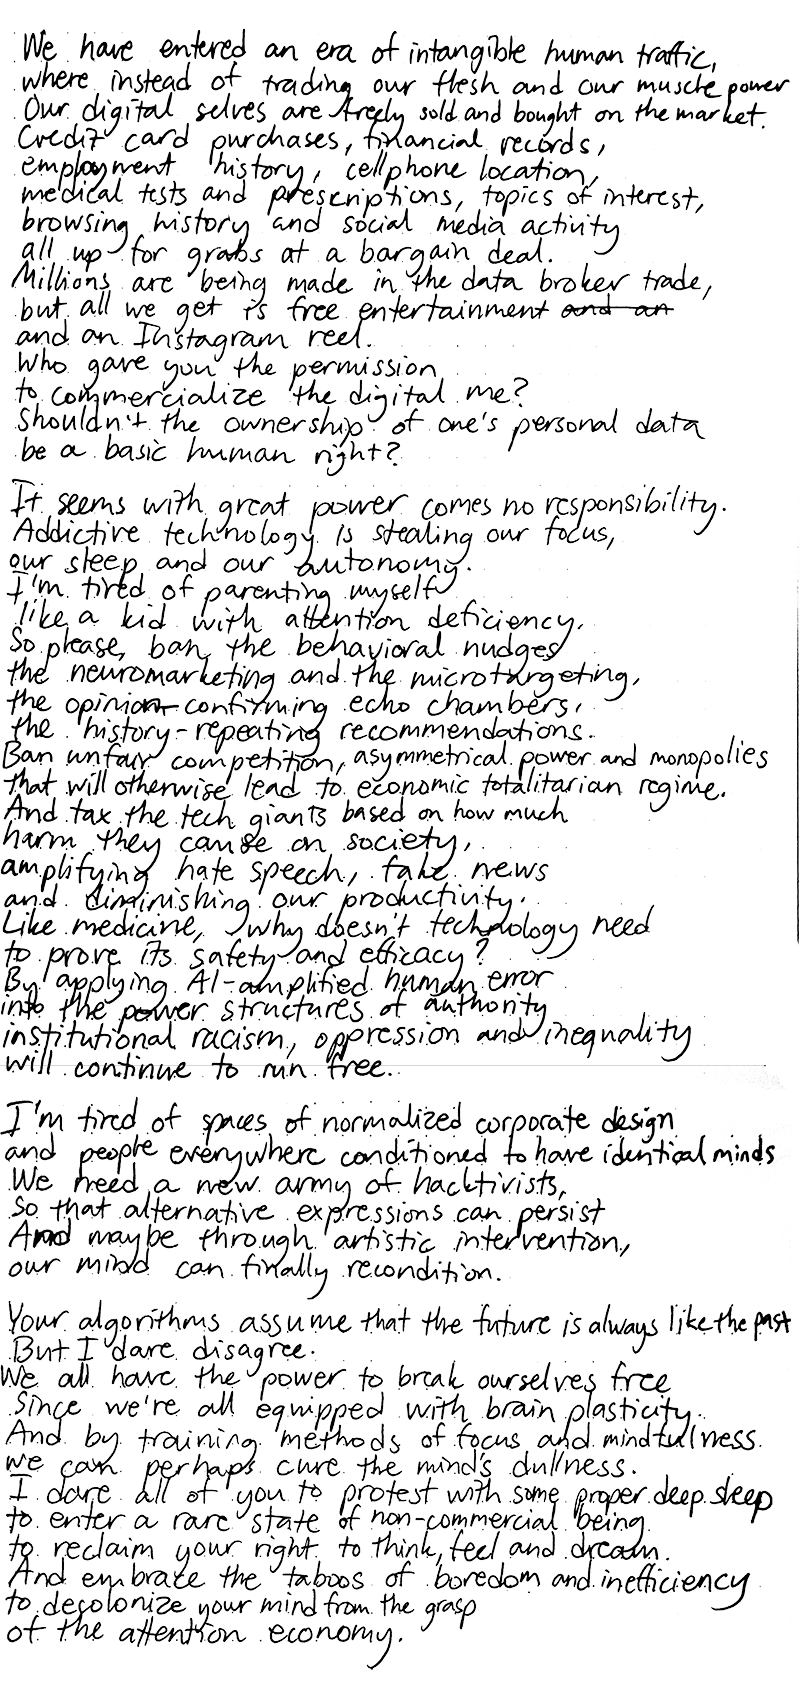 We have entered an era of intangible human traffic,
where instead of trading our flesh and our muscle power
Our digital selves are freely sold and bought on the market.
Credit card purchases, financial records,
employment history, cellphone location,
medical tests and prescriptions, topics of interest,
browsing history and social media activity
all up for grabs at a bargain deal.
Millions are being made in the data broker trade,
but all we get is free entertainment and an
and an Instagram reel.
Who gave you the permission
to commercialize the digital me?
Shouldn't the ownership of one's personal data
be a basic human right?
It seems with great power comes no responsibility.
Addictive technology is stealing our focus,
our sleep and our autonomy.
I'm tired of parenting myself
like a kid with attention deficiency.
So please, ban the behavioral nudges
the neuromarketing and the microtargeting,
the opinion-confirming echo chambers,
the history-repeating recommendations.
Ban unfair competition, asymmetrical power and monopolies
that will otherwise lead to economic totalitarian regime.
And tax the tech giants based on how much
harm they cause on society,
amplifying hate speech, fake news
and diminishing our productivity.
Like medicine, why doesn't technology need
to prove its safety and efficacy?
By applying AI-amplified human error
into the power structures of authority
institutional racism, oppression and inequality
will continue to run free.
I'm tired of spaces of normalized corporate design
and people everywhere conditioned to have identical minds
We need a new army of hacktivists,
So that alternative expressions can persist
And maybe through artistic intervention,
our mind can finally recondition.
Your algorithms assume that the future is always like the past
But I dare disagree.
We all have the power to break ourselves free
Since we're all equipped with brain plasticity.
And by training methods of focus and mindfulness
we can perhaps cure the mind's dullness.
I dare all of you to protest with some proper deep sleep
to enter a rare state of non-commercial being
to reclaim your right to think, feel and dream.
And embrace the taboos of boredom and inefficiency
to decolonize your mind from the grasp
of the attention economy.